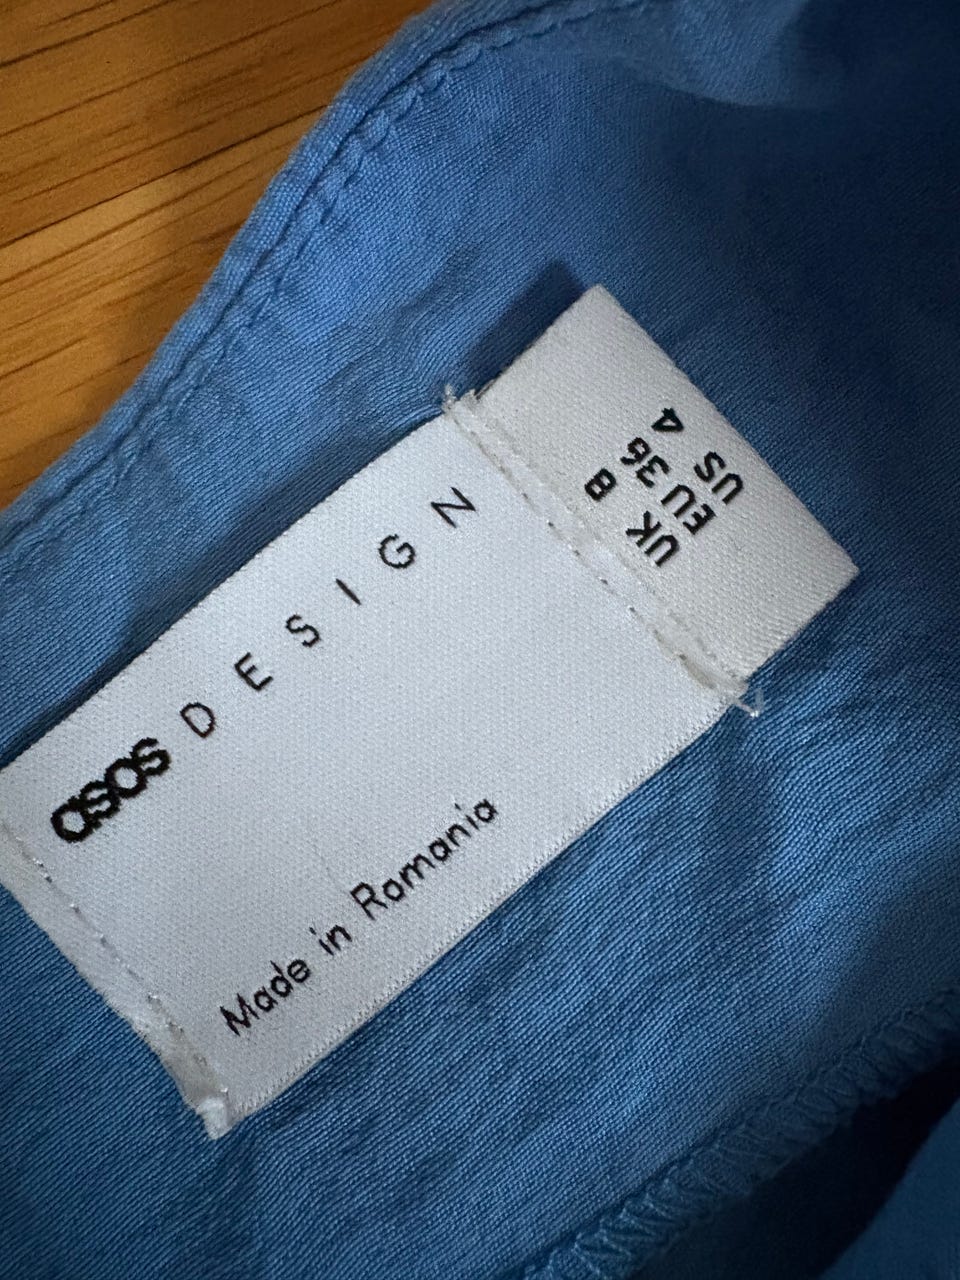 asos DESIGN
Made in Romania
UK 8
EU 36
US 4